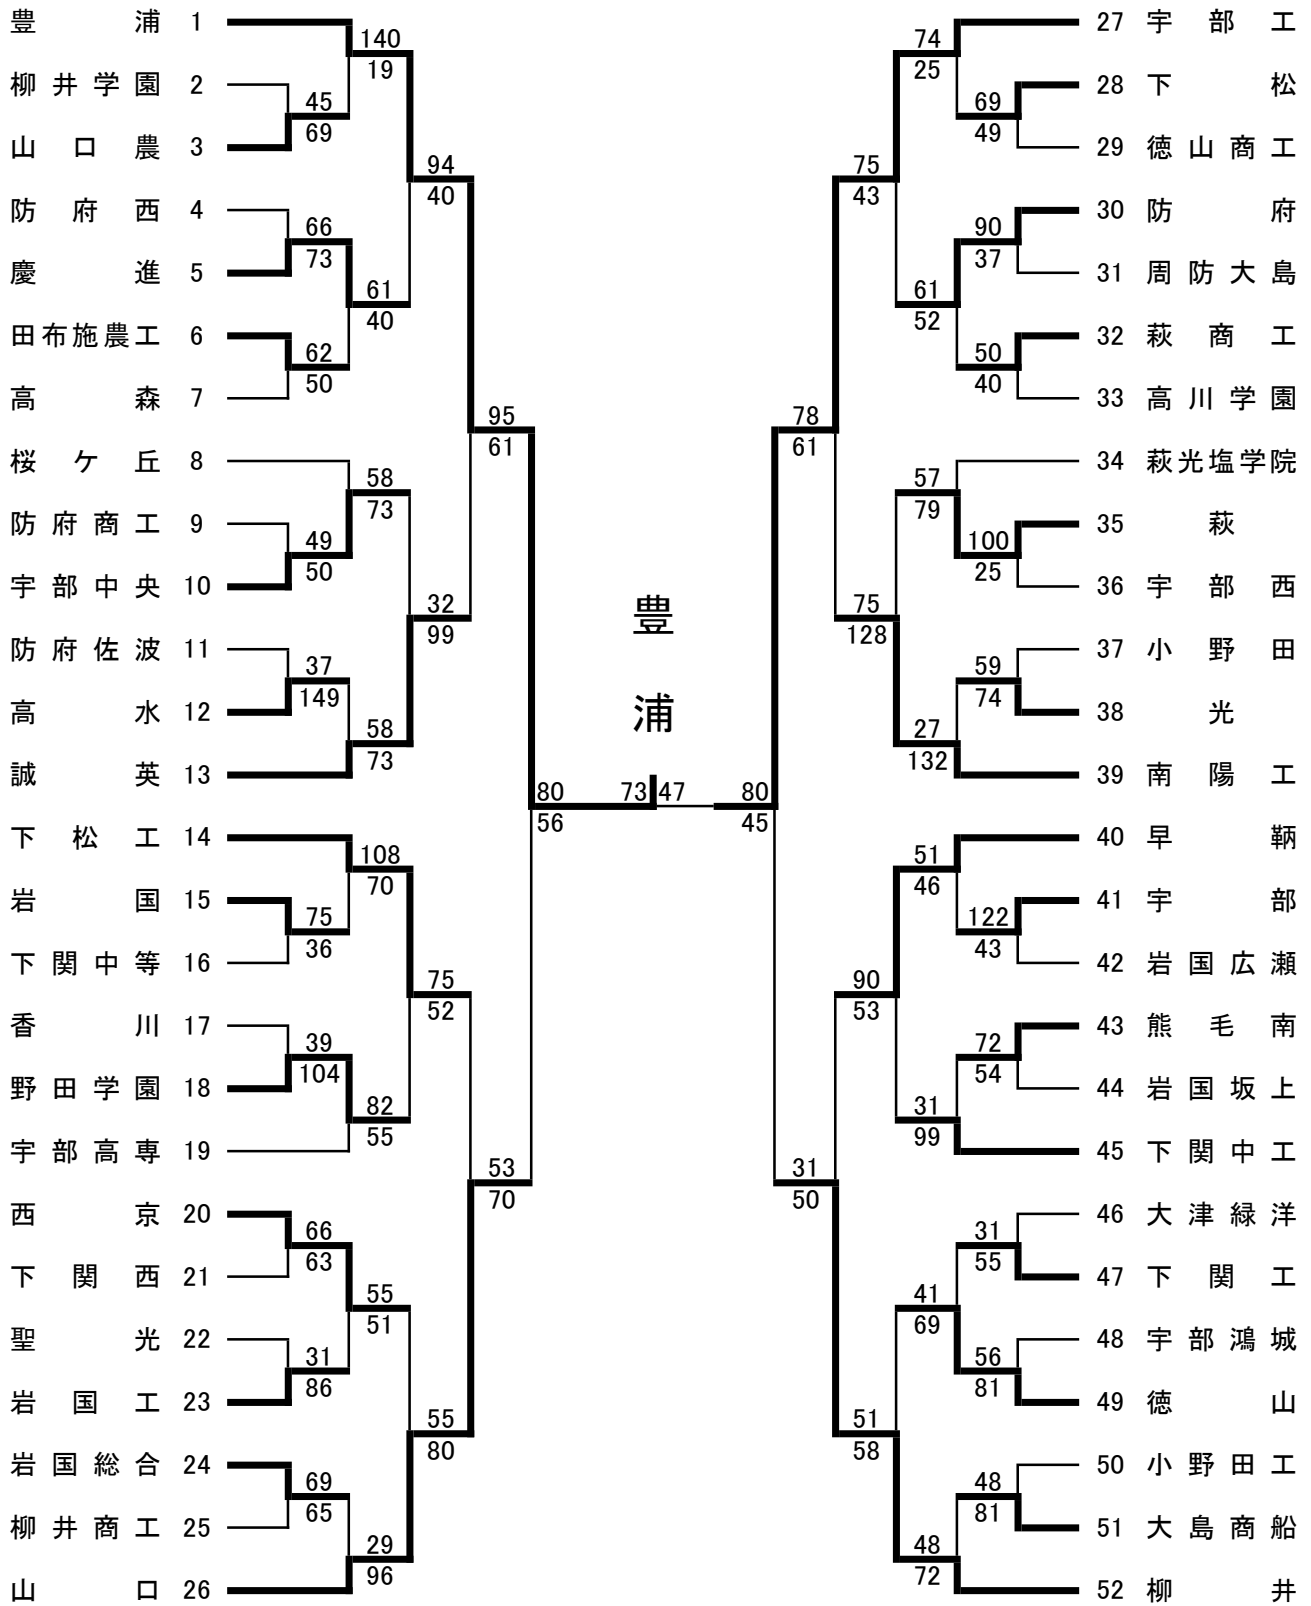 豊浦 1
140
19
柳井学園 2
45
69
山口農 3
94
40
防府西 4
66
73
慶進 5
61
40
田布施農工 6
62
50
高森 7
95
61
桜ケ丘 8
58
73
防府商工 9
49
50
宇部中央 10
32
99
防府佐波 11
37
149
高水 12
58
73
誠英 13
80
56
下松工 14
108
70
岩国 15
75
36
下関中等 16
75
52
香川 17
39
104
野田学園 18
82
55
宇部高専 19
53
70
西京 20
66
63
下関西 21
55
51
聖光 22
31
86
岩国工 23
55
80
岩国総合 24
69
65
柳井商工 25
29
96
山口 26
豊浦
73 47
27 宇部工
74
25
28 下松
69
49
29 徳山商工
75
43
30 防府
90
37
31 周防大島
61
52
32 萩商工
50
40
33 高川学園
78
61
34 萩光塩学院
57
79
35 萩
100
25
36 宇部西
75
128
37 小野田
59
74
38 光
27
132
39 南陽工
80
45
40 早鞆
51
46
41 宇部
122
43
42 岩国広瀬
90
53
43 熊毛南
72
54
44 岩国坂上
31
99
45 下関中工
31
50
46 大津緑洋
31
55
47 下関工
41
69
48 宇部鴻城
56
81
49 徳山
51
58
50 小野田工
48
81
51 大島商船
48
72
52 柳井